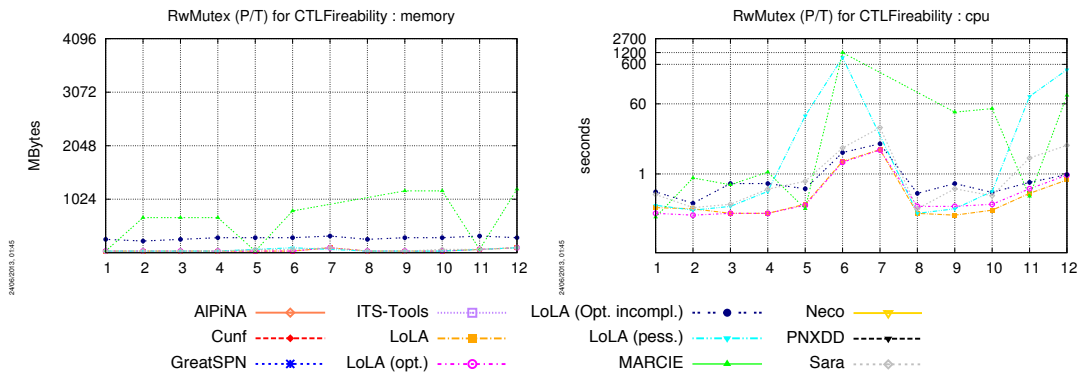 RwMutex (P/T) for CTLFireability : memory
4096
3072
2048
1024
MBytes
1 2 3 4 5 6 7 8 9 10 11 12
24/06/2013, 01:45
RwMutex (P/T) for CTLFireability : cpu
2700
1200
600
60
1
seconds
1 2 3 4 5 6 7 8 9 10 11 12
24/06/2013, 01:45
AlPiNA
Cunf
GreatSPN
ITS-Tools
LoLA
LoLA (opt.)
LoLA (Opt. incompl.)
LoLA (pess.)
MARCIE
Neco
PNXDD
Sara